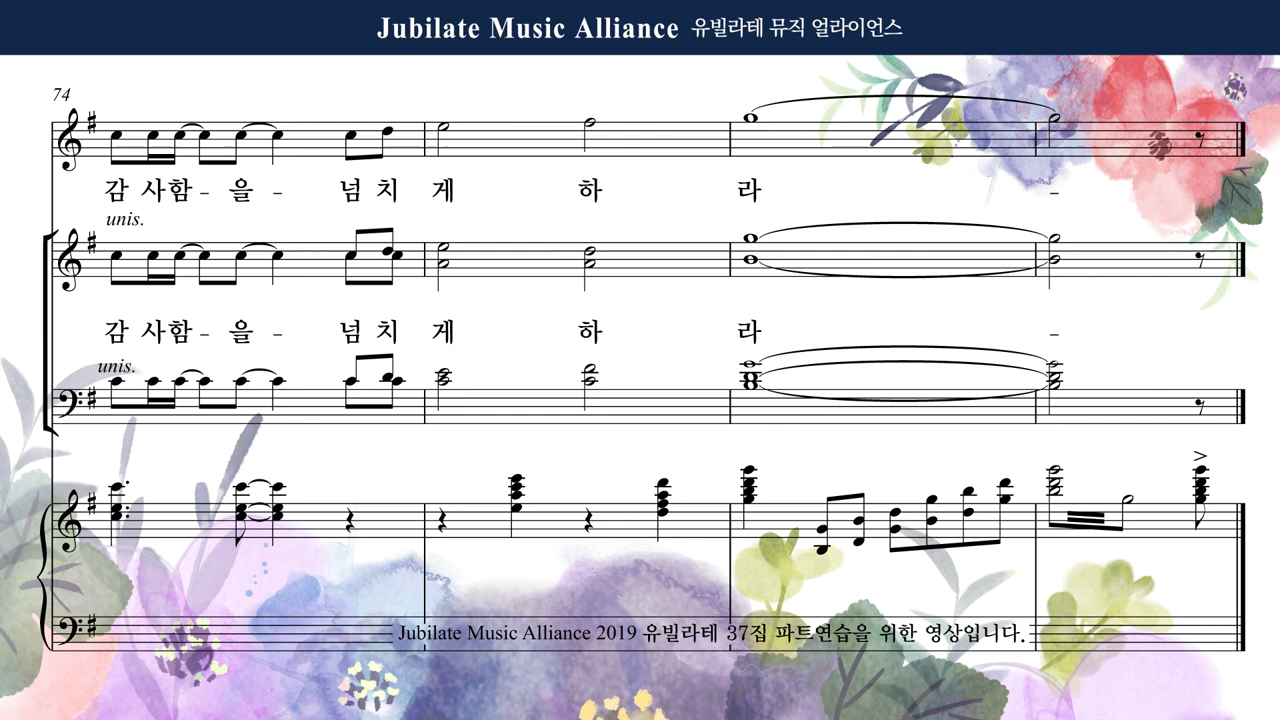 Jubilate Music Alliance 유빌라테 뮤직 얼라이언스
74
감 사함 - 을 - 넘 치 게 하 라 -
unis.
감 사함 - 을 - 넘 치 게 하 라 -
unis.
Jubilate Music Alliance 2019 유빌라테 37집 파트연습을 위한 영상입니다.